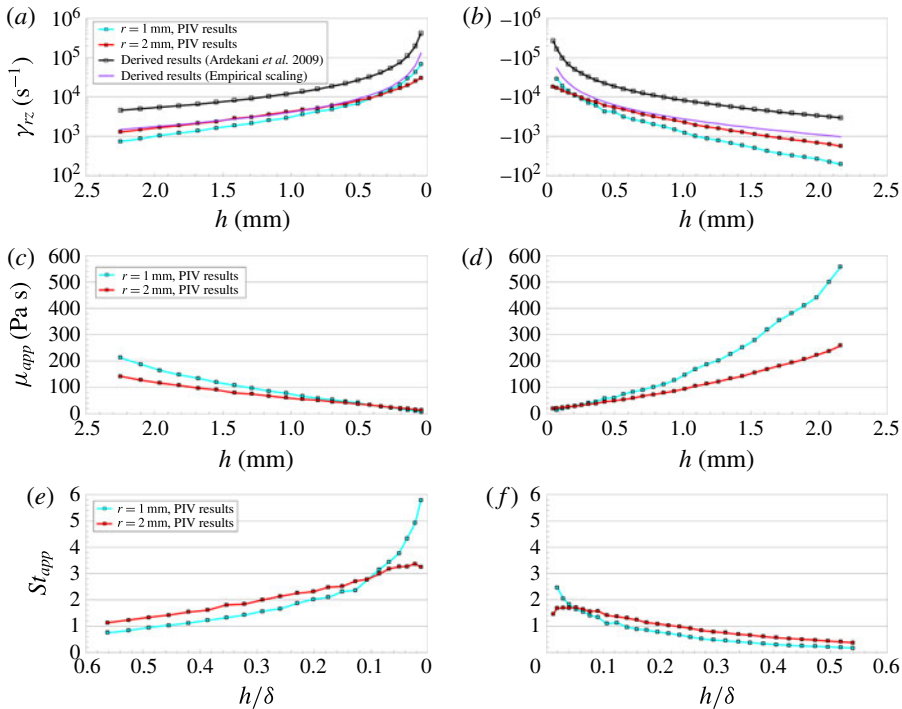 (a)
10^6
10^5
10^4
10^3
10^2
γ_rz (s^−1)
r = 1 mm, PIV results
r = 2 mm, PIV results
Derived results (Ardekani et al. 2009)
Derived results (Empirical scaling)
2.5 2.0 1.5 1.0 0.5 0
h (mm)
(b)
−10^6
−10^5
−10^4
−10^3
−10^2
0 0.5 1.0 1.5 2.0 2.5
h (mm)
(c)
600
500
400
300
200
100
0
μ_app (Pa s)
r = 1 mm, PIV results
r = 2 mm, PIV results
2.5 2.0 1.5 1.0 0.5 0
h (mm)
(d)
600
500
400
300
200
100
0
0 0.5 1.0 1.5 2.0 2.5
h (mm)
(e)
6
5
4
3
2
1
0
St_app
r = 1 mm, PIV results
r = 2 mm, PIV results
0.6 0.5 0.4 0.3 0.2 0.1 0
h/δ
(f)
6
5
4
3
2
1
0
0 0.1 0.2 0.3 0.4 0.5 0.6
h/δ